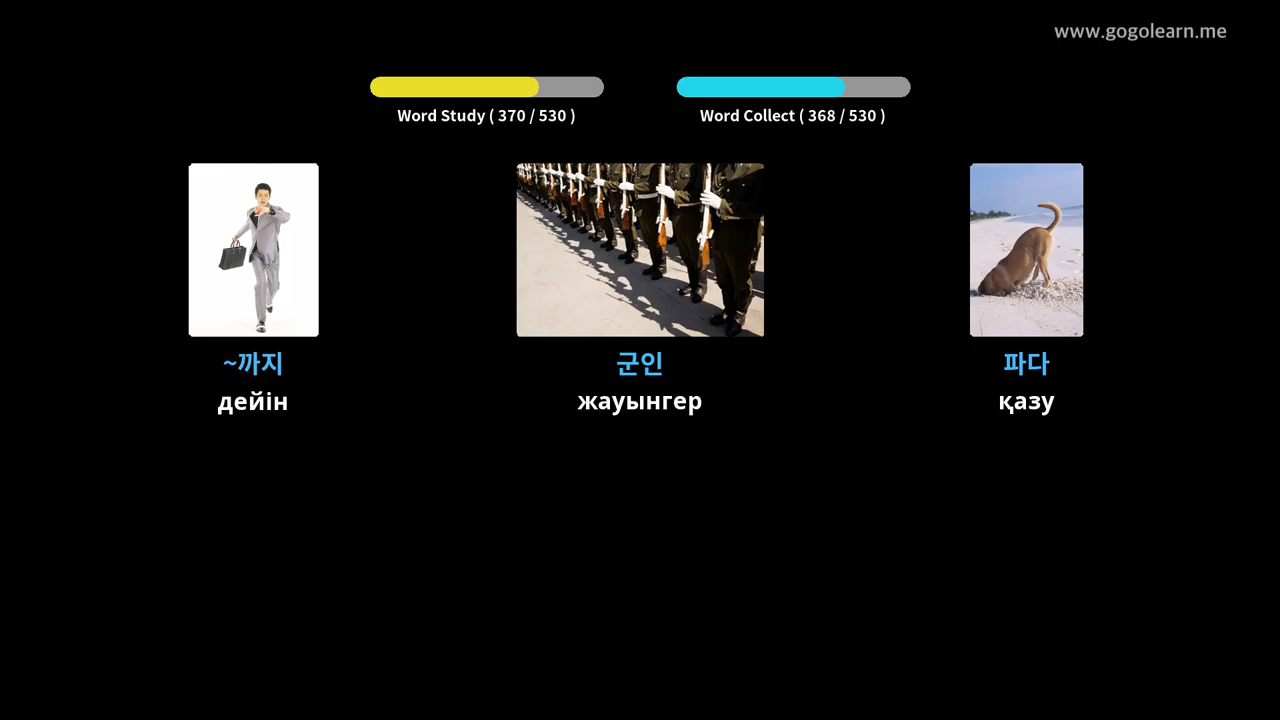 www.gogolearn.me
Word Study ( 370 / 530 )
Word Collect ( 368 / 530 )
~까지
дейін
군인
жауынгер
파다
қазу